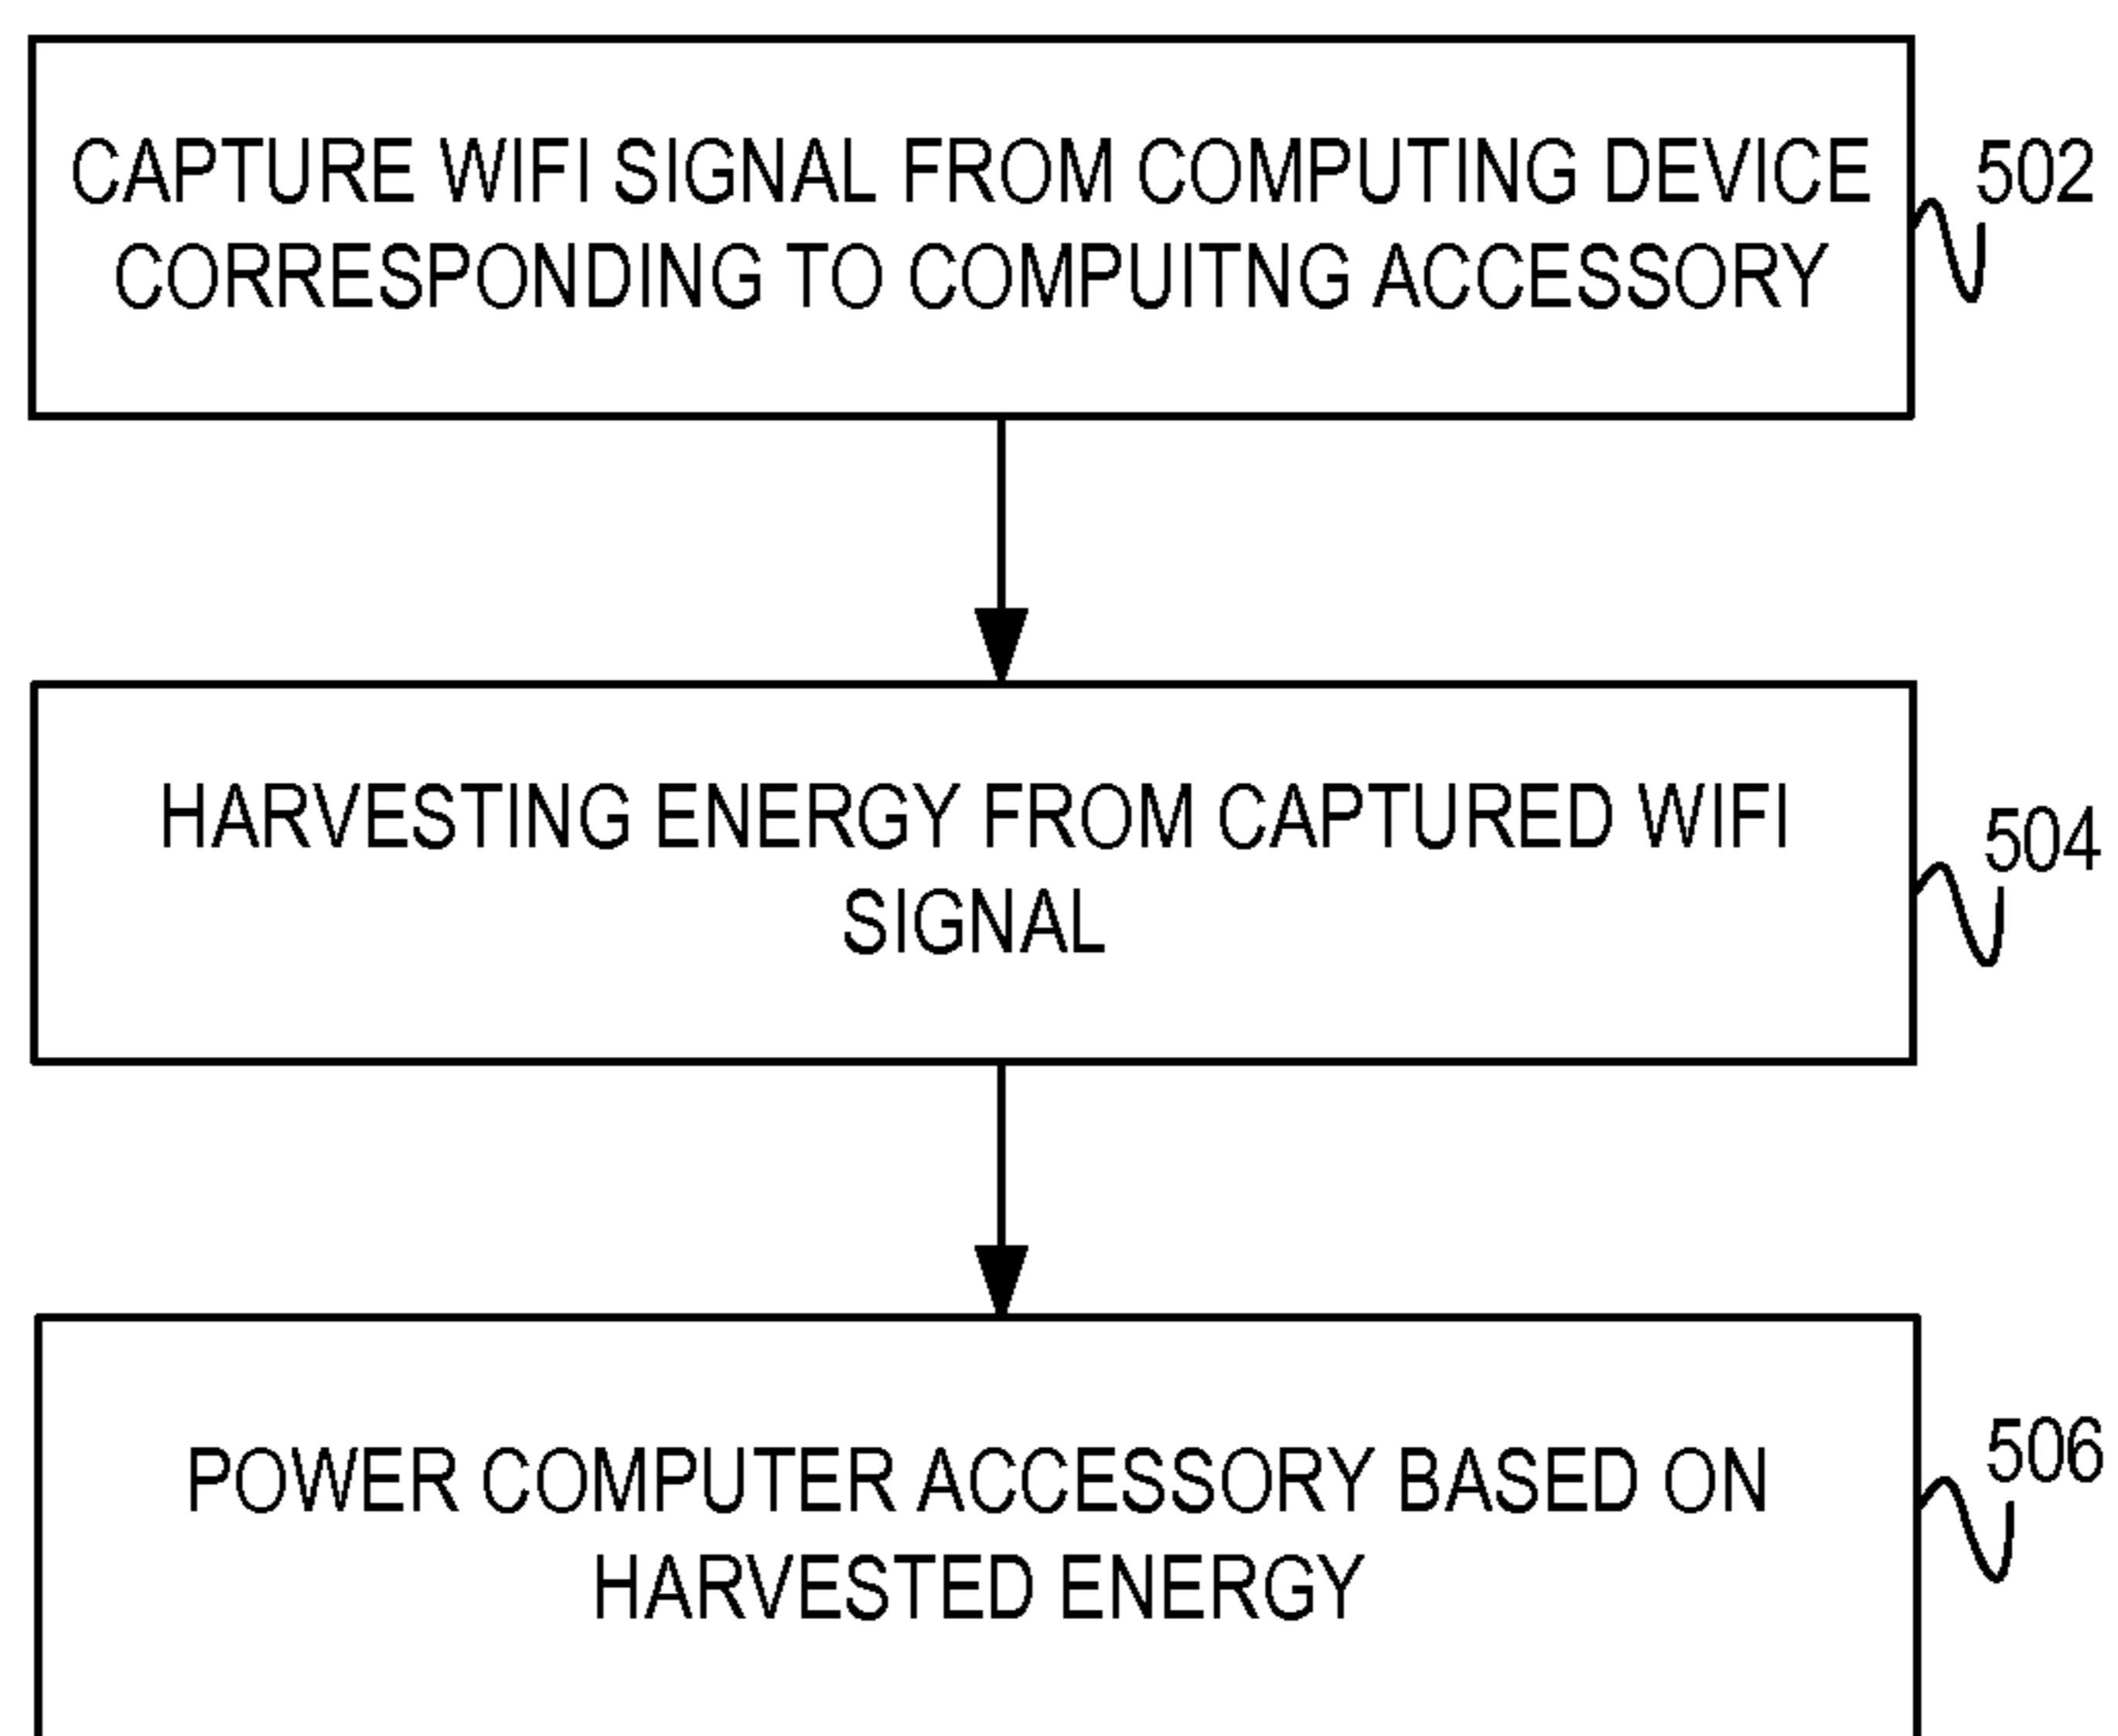 CAPTURE WIFI SIGNAL FROM COMPUTING DEVICE
CORRESPONDING TO COMPUITNG ACCESSORY
502
HARVESTING ENERGY FROM CAPTURED WIFI
SIGNAL
504
POWER COMPUTER ACCESSORY BASED ON
HARVESTED ENERGY
506